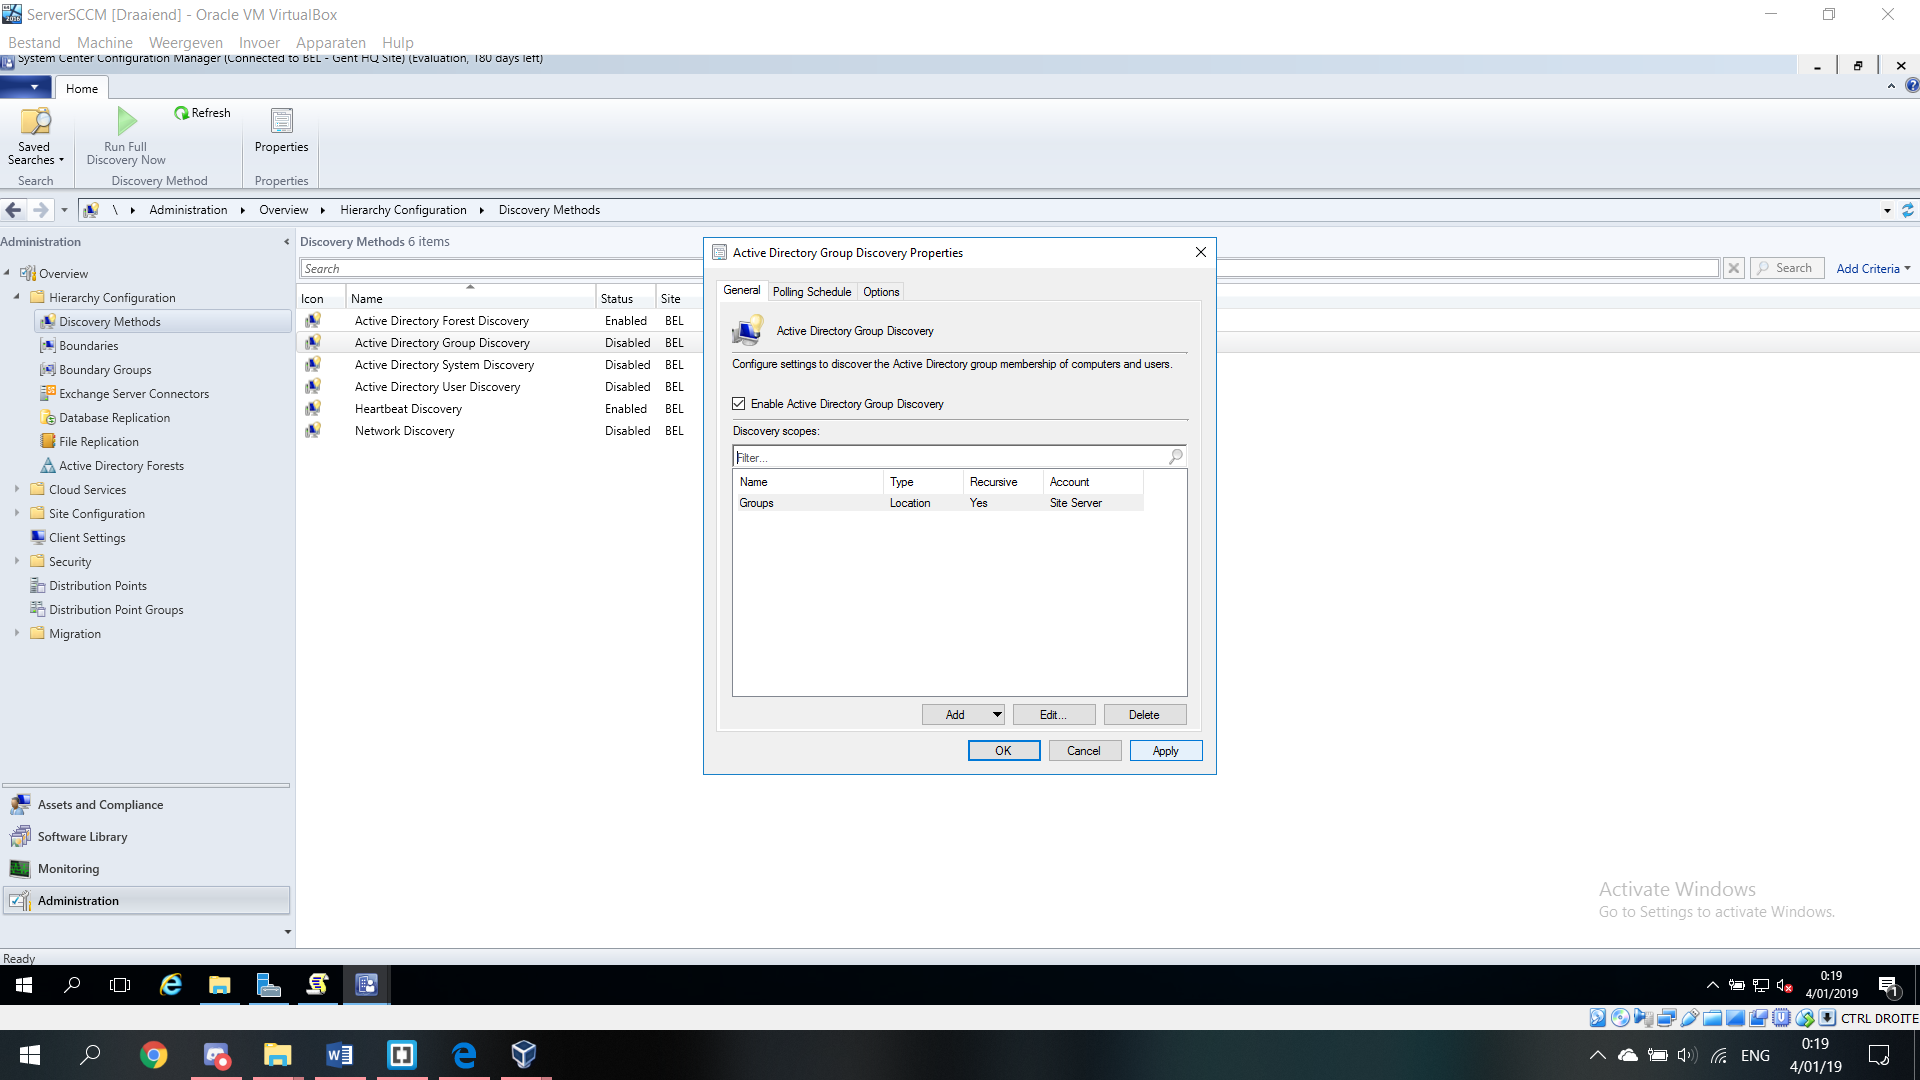 ServerSCCM [Draaiend] - Oracle VM VirtualBox
Bestand Machine Weergeven Invoer Apparaten Hulp
System Center Configuration Manager (Connected to BEL - Gent HQ Site) (Evaluation, 180 days left)
Home
Saved Searches
Run Full Discovery Now
Refresh
Properties
Search
Discovery Method
Properties
\ Administration Overview Hierarchy Configuration Discovery Methods
Administration
Overview
Hierarchy Configuration
Discovery Methods
Boundaries
Boundary Groups
Exchange Server Connectors
Database Replication
File Replication
Active Directory Forests
Cloud Services
Site Configuration
Client Settings
Security
Distribution Points
Distribution Point Groups
Migration
Assets and Compliance
Software Library
Monitoring
Administration
Ready
Discovery Methods 6 items
Search
Search
Add Criteria
Icon Name Status Site
Active Directory Forest Discovery Enabled BEL
Active Directory Group Discovery Disabled BEL
Active Directory System Discovery Disabled BEL
Active Directory User Discovery Disabled BEL
Heartbeat Discovery Enabled BEL
Network Discovery Disabled BEL
Active Directory Group Discovery Properties
General Polling Schedule Options
Active Directory Group Discovery
Configure settings to discover the Active Directory group membership of computers and users.
Enable Active Directory Group Discovery
Discovery scopes:
Filter...
Name Type Recursive Account
Groups Location Yes Site Server
Add Edit... Delete
OK Cancel Apply
Activate Windows
Go to Settings to activate Windows.
0:19
4/01/2019
1
CTRL DROITE
ENG
0:19
4/01/19